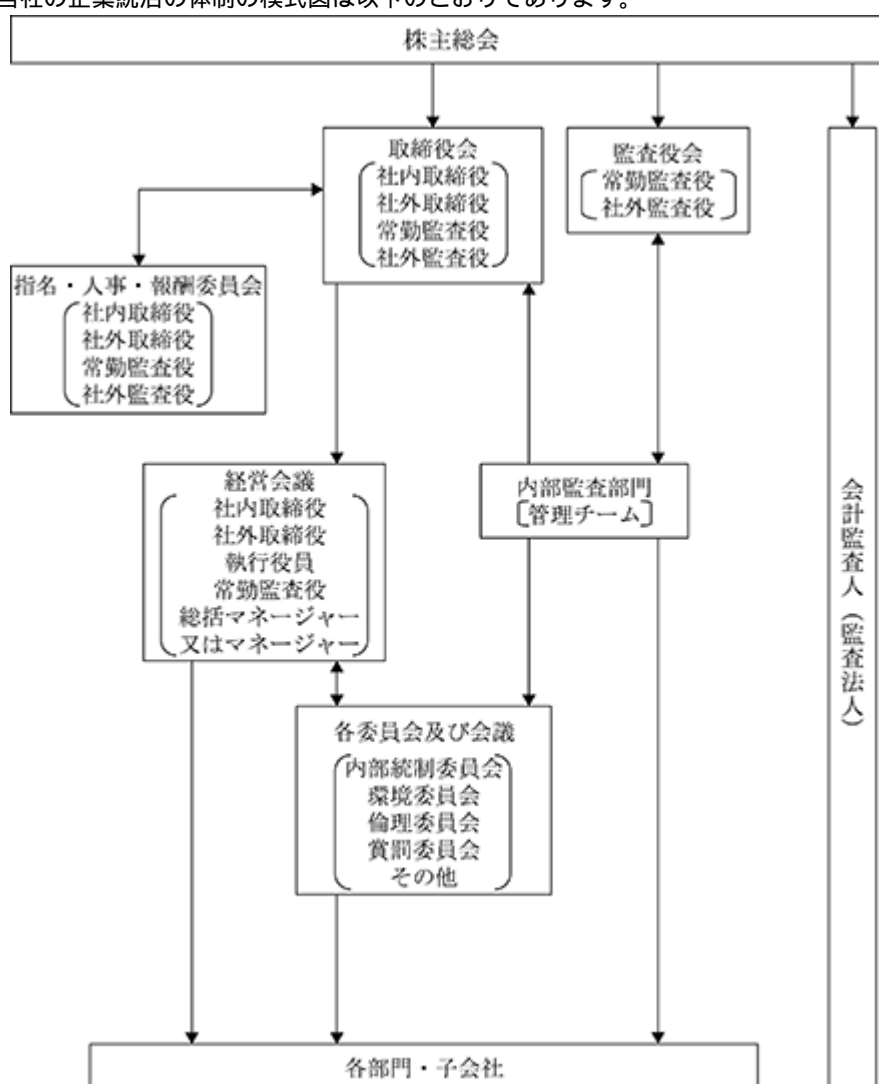 当社の企業統治の体制の模式図は以下のとおりであります。
株主総会
取締役会
社内取締役
社外取締役
常勤監査役
社外監査役
監査役会
常勤監査役
社外監査役
指名・人事・報酬委員会
社内取締役
社外取締役
常勤監査役
社外監査役
経営会議
社内取締役
社外取締役
執行役員
常勤監査役
総括マネージャー
又はマネージャー
内部監査部門
[管理チーム]
会計監査人(監査法人)
各委員会及び会議
内部統制委員会
環境委員会
倫理委員会
賞罰委員会
その他
各部門・子会社